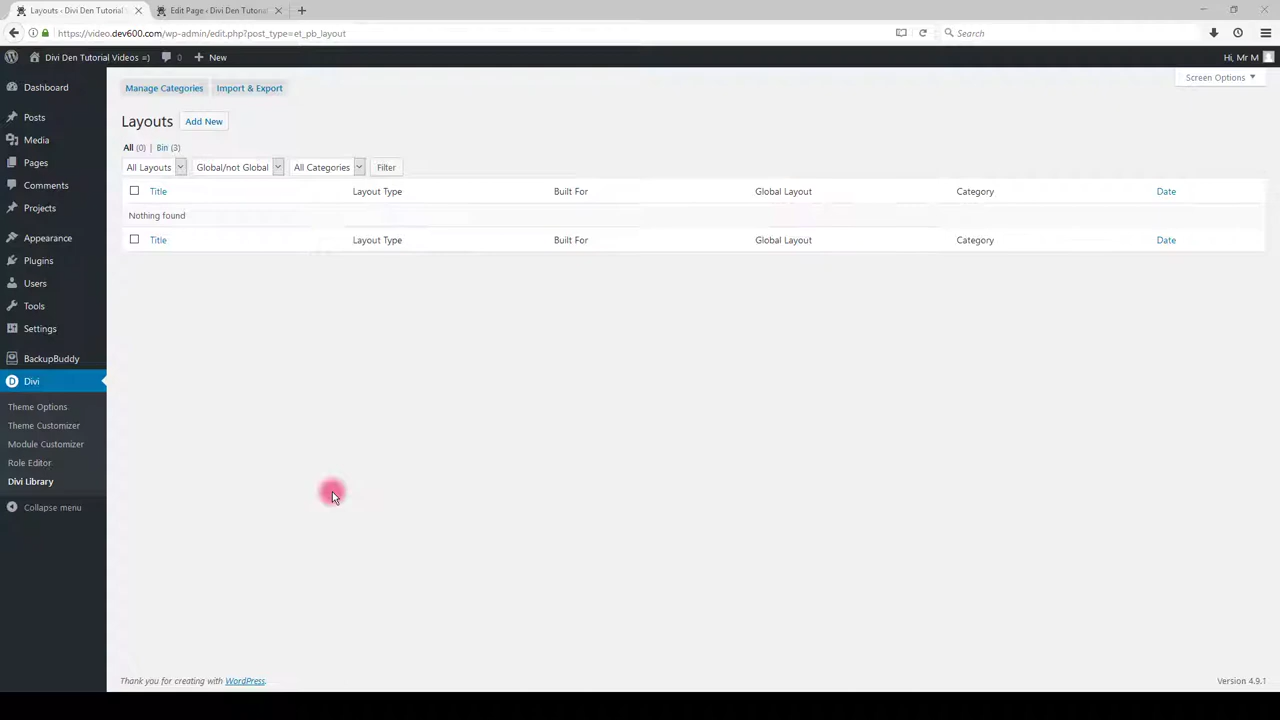 Layouts ‹ Divi Den Tutorial Videos ...
Edit Page ‹ Divi Den Tutorial ...
https://video.dev600.com/wp-admin/edit.php?post_type=et_pb_layout
Search
Divi Den Tutorial Videos =)
0
New
Hi, Mr M
Dashboard
Posts
Media
Pages
Comments
Projects
Appearance
Plugins
Users
Tools
Settings
BackupBuddy
Divi
Theme Options
Theme Customizer
Module Customizer
Role Editor
Divi Library
Collapse menu
Manage Categories
Import & Export
Screen Options
Layouts
Add New
All (0) | Bin (3)
All Layouts
Global/not Global
All Categories
Filter
Title Layout Type Built For Global Layout Category Date
Nothing found
Title Layout Type Built For Global Layout Category Date
Thank you for creating with WordPress.
Version 4.9.1